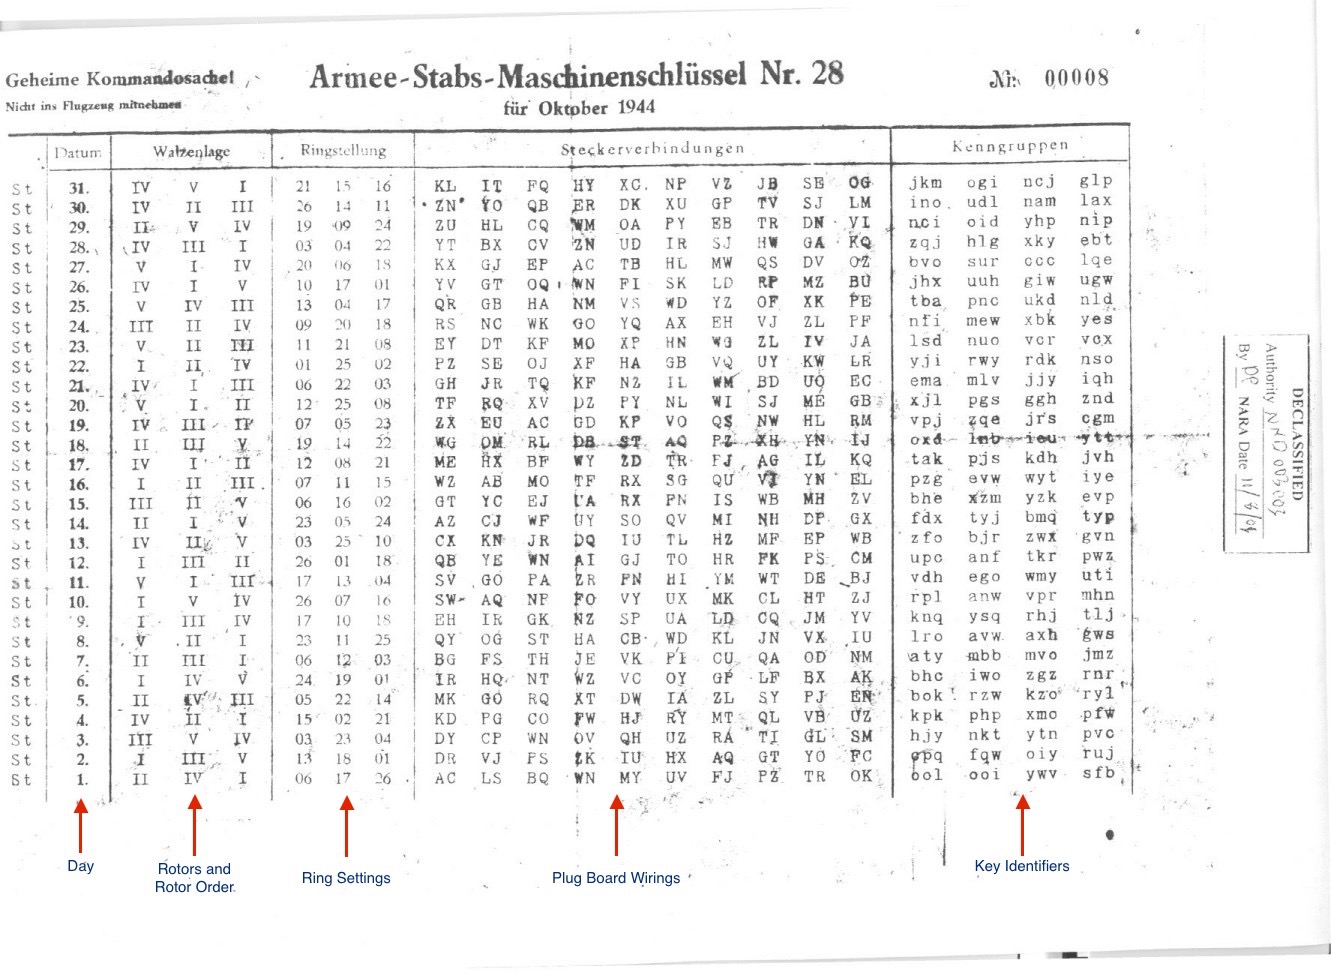 Geheime Kommandosache!
Armee-Stabs-Maschinenschlüssel Nr. 28
Nr. 00008
Nicht ins Flugzeug mitnehmen
für Oktober 1944
Datum Walzenlage Ringstellung Steckerverbindungen Kenngruppen
St 31. IV V I 21 15 16 KL IT FQ HY XC NP VZ JB SE OG jkm ogi ncj glp
St 30. IV II III 26 14 11 ZN YO QB ER DK XU GP TV SJ LM ino udl nam lax
St 29. II V IV 19 09 24 ZU HL CQ WM OA PY EB TR DN VI nci oid yhp nip
St 28. IV III I 03 04 22 YT BX CV ZN UD IR SJ HW GA KQ zqj hlg xky ebt
St 27. V I IV 20 06 18 KX GJ EP AC TB HL MW QS DV OZ bvo sur ccc lqe
St 26. IV I V 10 17 01 YV GT OQ WN FI SK LD RP MZ BU jhx uuh giw ugw
St 25. V IV III 13 04 17 QR GB HA NM VS WD YZ OF XK PE tba pnc ukd nld
St 24. III II IV 09 20 18 RS NC WK GO YQ AX EH VJ ZL PF nfi mew xbk yes
St 23. V II III 11 21 08 EY DT KF MO XP HN WG ZL IV JA lsd nuo vcr vcx
St 22. I II IV 01 25 02 PZ SE OJ XF HA GB VQ UY KW LR yji rwy rdk nso
St 21. IV I III 06 22 03 GH JR TQ KF NZ IL WM BD UO EC ema mlv jjy iqh
St 20. V I II 12 25 08 TF RQ XV DZ PY NL WI SJ ME GB xjl pgs ggh znd
St 19. IV III II 07 05 23 ZX EU AC GD KP VO QS NW HL RM vpj zqe jrs cgm
St 18. II III V 19 14 22 WG OM RL DB ST AQ PZ XH YN IJ oxd lnb ieu ytt
St 17. IV I II 12 08 21 ME HX BF WY ZD TR FJ AG IL KQ tak pjs kdh jvh
St 16. I II III 07 11 15 WZ AB MO TF RX SG QU VI YN EL pzg evw wyt iye
St 15. III II V 06 16 02 GT YC EJ UA RX PN IS WB MH ZV bhe xzm yzk evp
St 14. II I V 23 05 24 AZ CJ WF UY SO QV MI NH DP GX fdx tyj bmq typ
St 13. IV II V 03 25 10 CX KN JR DQ IU TL HZ MF EP WB zfo bjr zwx gvn
St 12. I III II 26 01 18 QB YE WN AI GJ TO HR FK PS CM upc anf tkr pwz
St 11. V I III 17 13 04 SV GO PA ZR FN HI YM WT DE BJ vdh ego wmy uti
St 10. I V IV 26 07 16 SW AQ NP FO VY UX MK CL HT ZJ rpl anw vpr mhn
St 9. I III IV 17 10 18 EH IR GK NZ SP UA LD CQ JM YV knq ysq rhj tlj
St 8. V II I 23 11 25 QY OG ST HA CB WD KL JN VX IU lro avw axh gws
St 7. II III I 06 12 03 BG FS TH JE VK PI CU QA OD NM aty mbb mvo jmz
St 6. I IV V 24 19 01 IR HQ NT WZ VC OY GP LF BX AK bhc iwo zgz rnr
St 5. II IV III 05 22 14 MK GO RQ XT DW IA ZL SY PJ EN bok rzw kzo ryl
St 4. IV II I 15 02 21 KD PG CO FW HJ RY MT QL VB UZ kpk php xmo pfw
St 3. III V IV 03 23 04 DY CP WN OV QH UZ RA TI GL SM hjy nkt ytn pvc
St 2. I III V 13 18 01 DR VJ PS ZK IU HX AQ GT YO FC fqw oiy ruj
St 1. II IV I 06 17 26 AC LS BQ WN MY UV FJ PZ TR OK bol ooi ywv sfb
Day
Rotors and
Rotor Order
Ring Settings
Plug Board Wirings
Key Identifiers
DECLASSIFIED
Authority NND 003003
By NARA Date